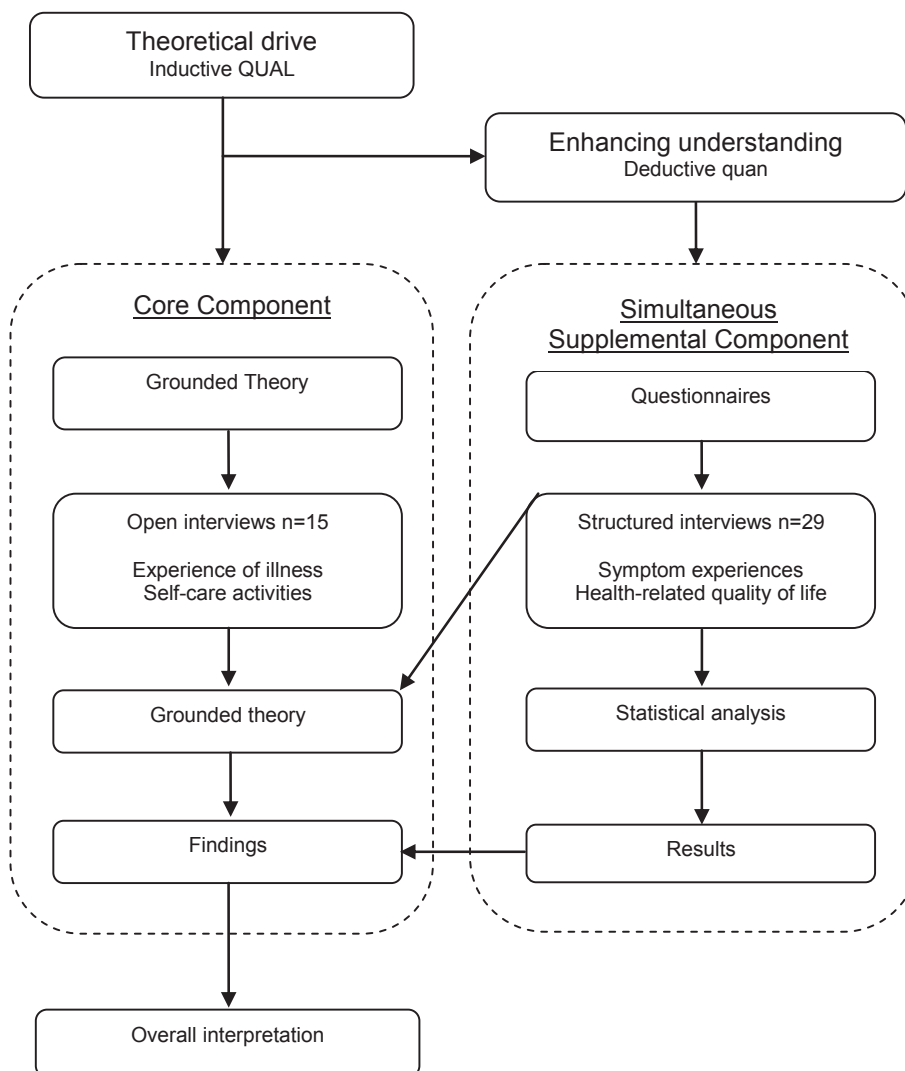 Theoretical drive
Inductive QUAL
Enhancing understanding
Deductive quan
Core Component
Grounded Theory
Open interviews n=15
Experience of illness
Self-care activities
Grounded theory
Findings
Simultaneous
Supplemental Component
Questionnaires
Structured interviews n=29
Symptom experiences
Health-related quality of life
Statistical analysis
Results
Overall interpretation